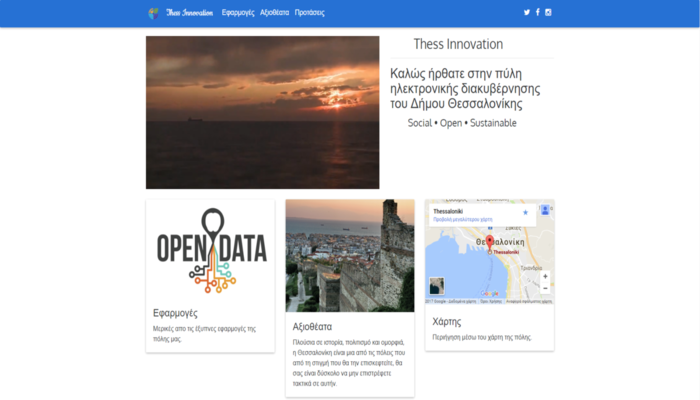 Thess Innovation Εφαρμογές Αξιοθέατα Προτάσεις
Thess Innovation
Καλώς ήρθατε στην πύλη
ηλεκτρονικής διακυβέρνησης
του Δήμου Θεσσαλονίκης
Social • Open • Sustainable
OPEN DATA
Εφαρμογές
Μερικές απο τις έξυπνες εφαρμογές της
πόλης μας.
Αξιοθέατα
Πλούσια σε ιστορία, πολιτισμό και ομορφιά,
η Θεσσαλονίκη είναι μια από τις πόλεις που
από τη στιγμή που θα την επισκεφτείτε, θα
σας είναι δύσκολο να μην επιστρέφετε
τακτικά σε αυτήν.
Thessaloniki
Προβολή μεγαλύτερου χάρτη
Θεσσαλονίκη
Thessaloniki
Τριάνδρια
Χάρτης
Περιήγηση μέσω του χάρτη της πόλης.